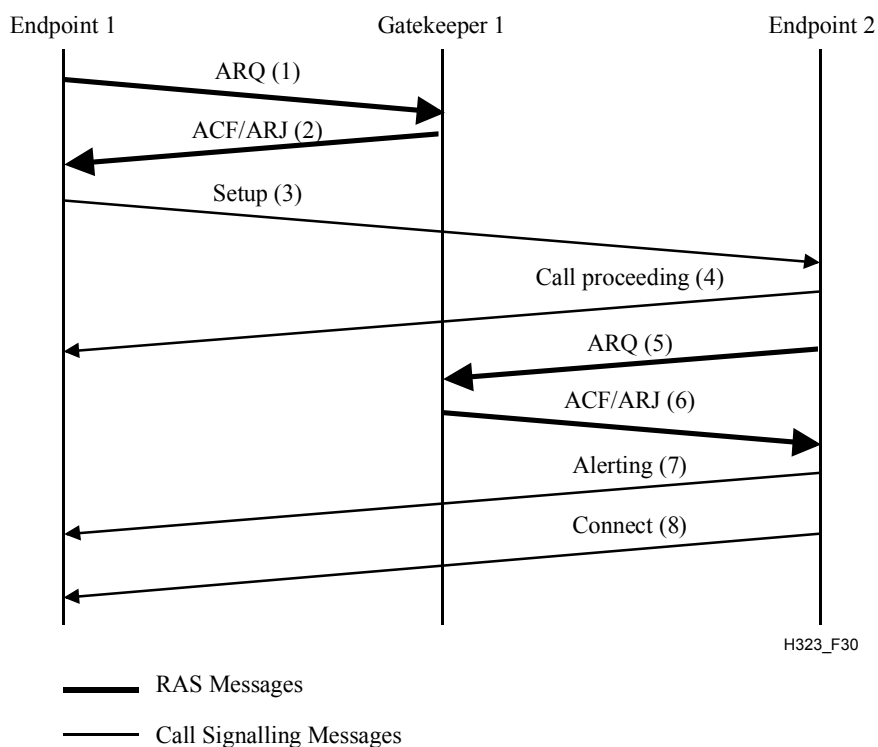 Endpoint 1
Gatekeeper 1
Endpoint 2
ARQ (1)
ACF/ARJ (2)
Setup (3)
Call proceeding (4)
ARQ (5)
ACF/ARJ (6)
Alerting (7)
Connect (8)
H323_F30
RAS Messages
Call Signalling Messages